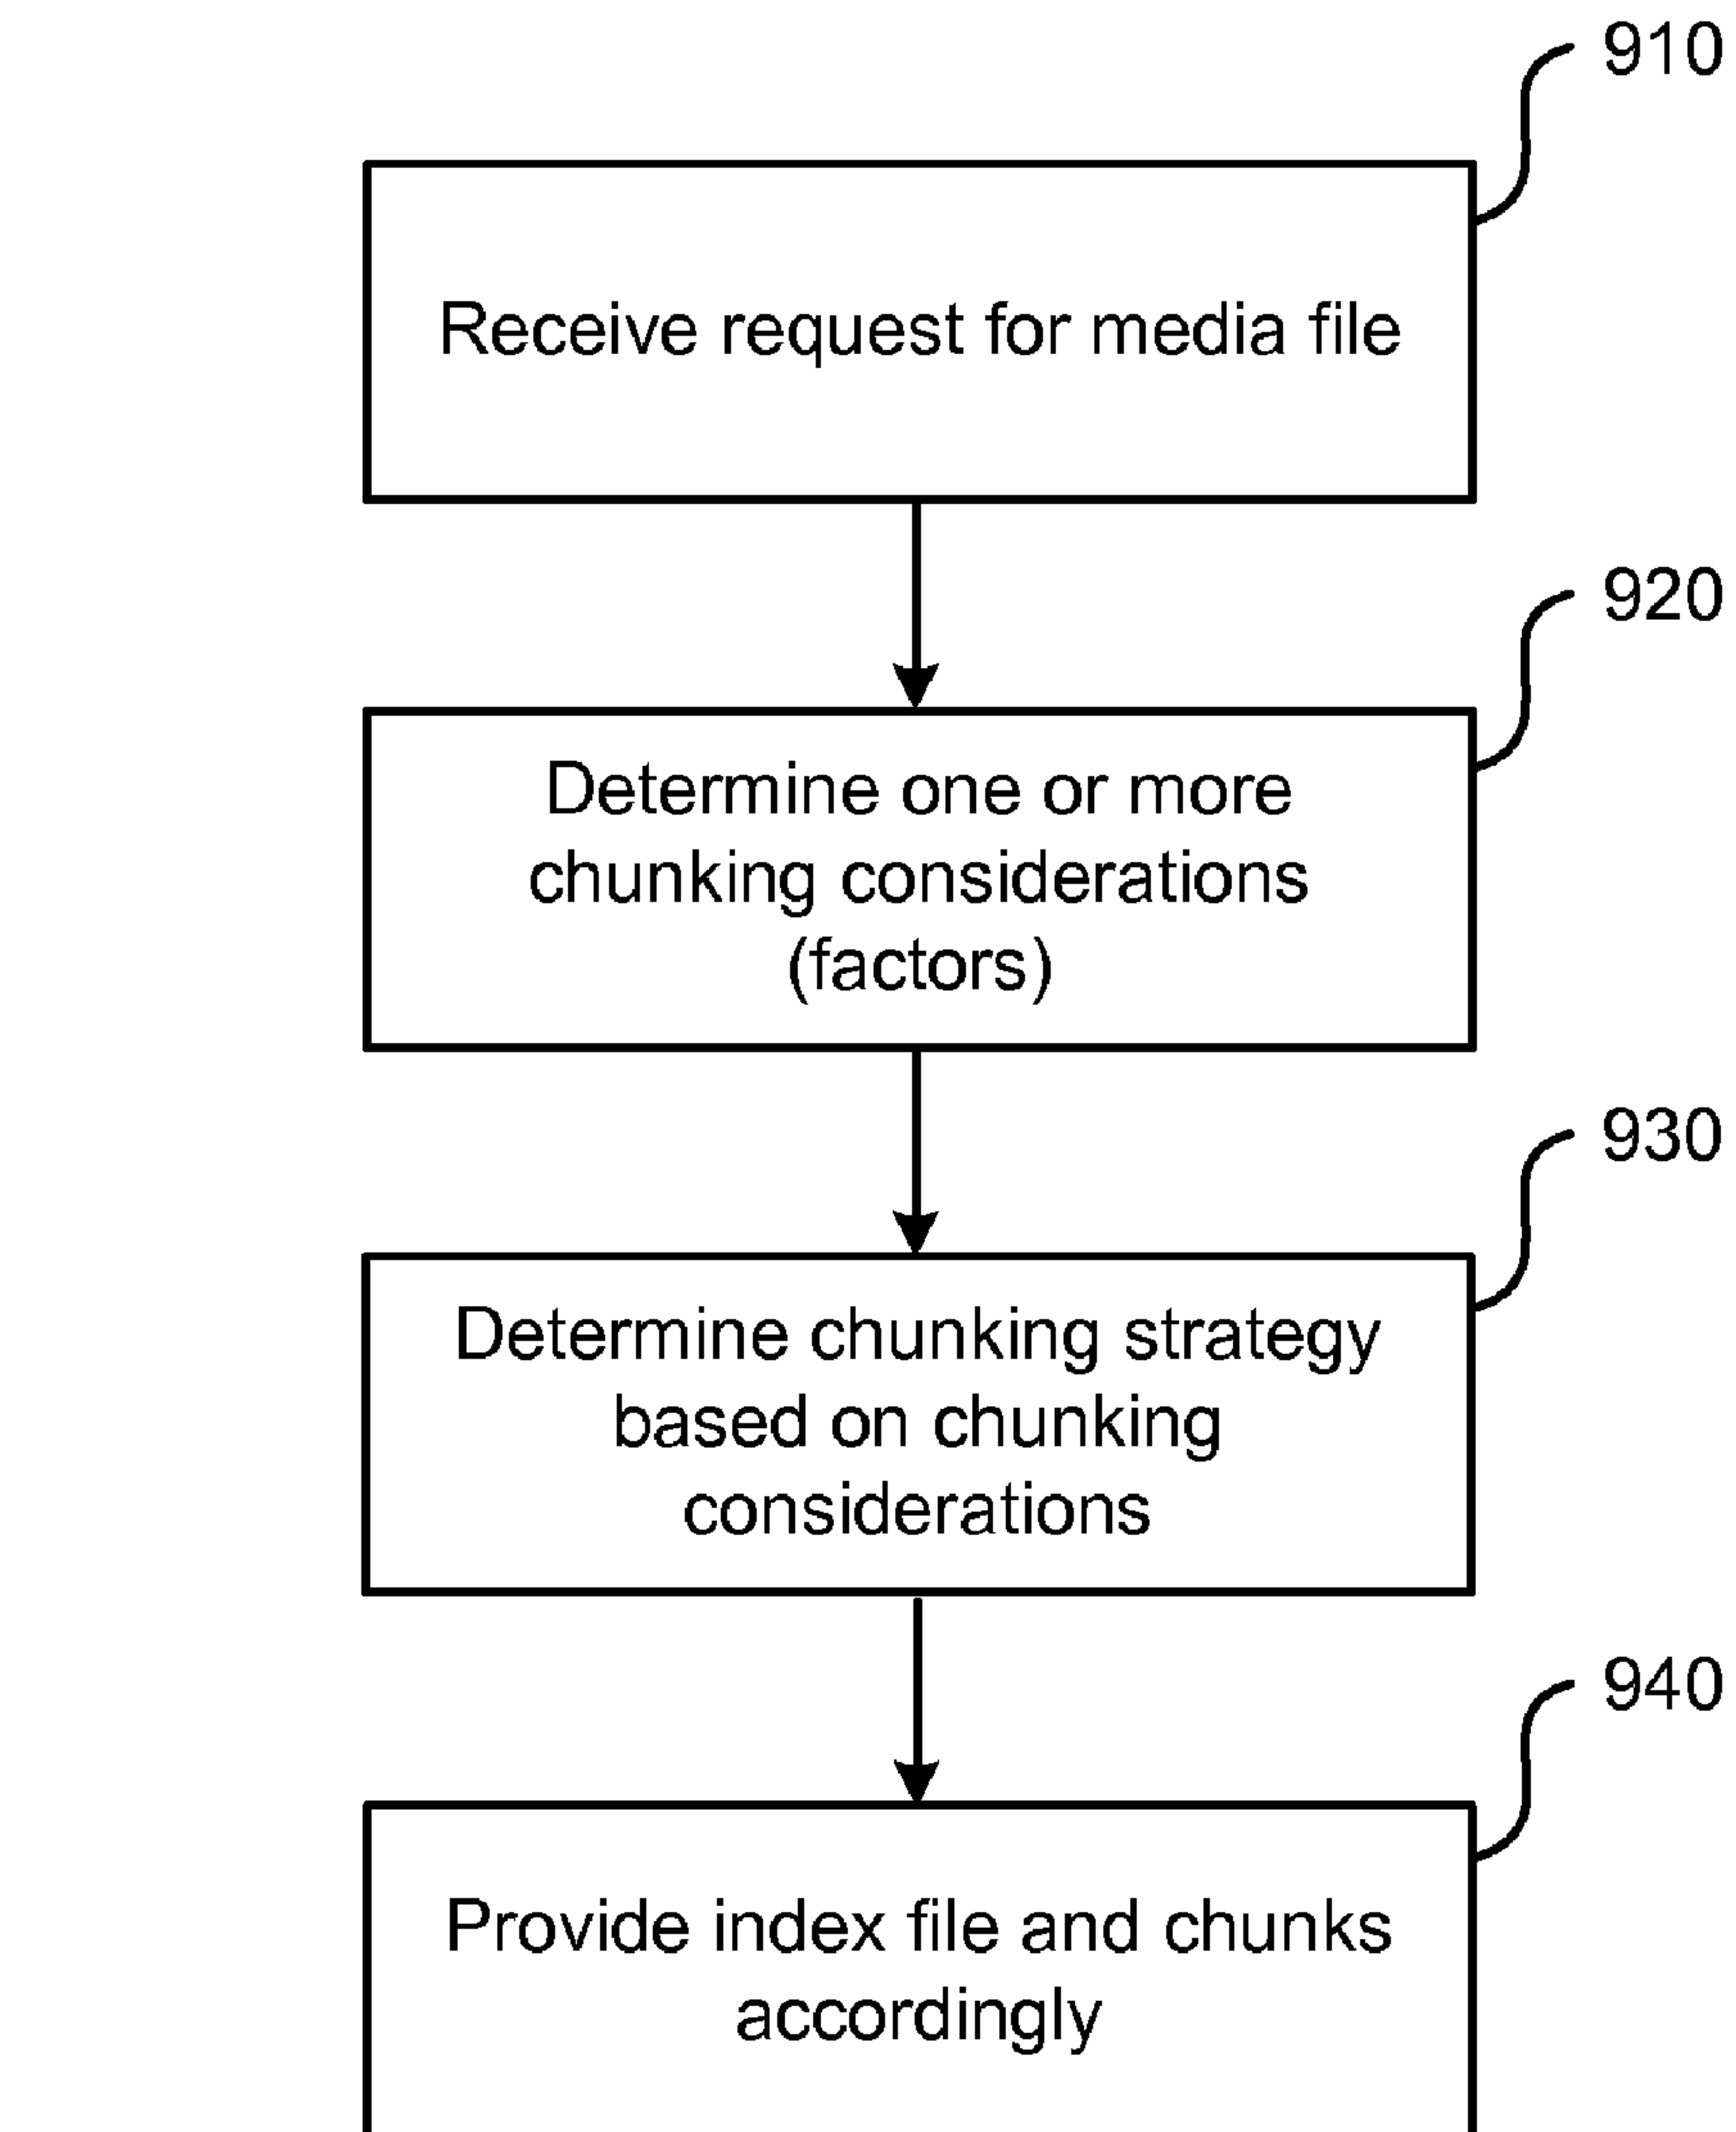 910
Receive request for media file
920
Determine one or more
chunking considerations
(factors)
930
Determine chunking strategy
based on chunking
considerations
940
Provide index file and chunks
accordingly